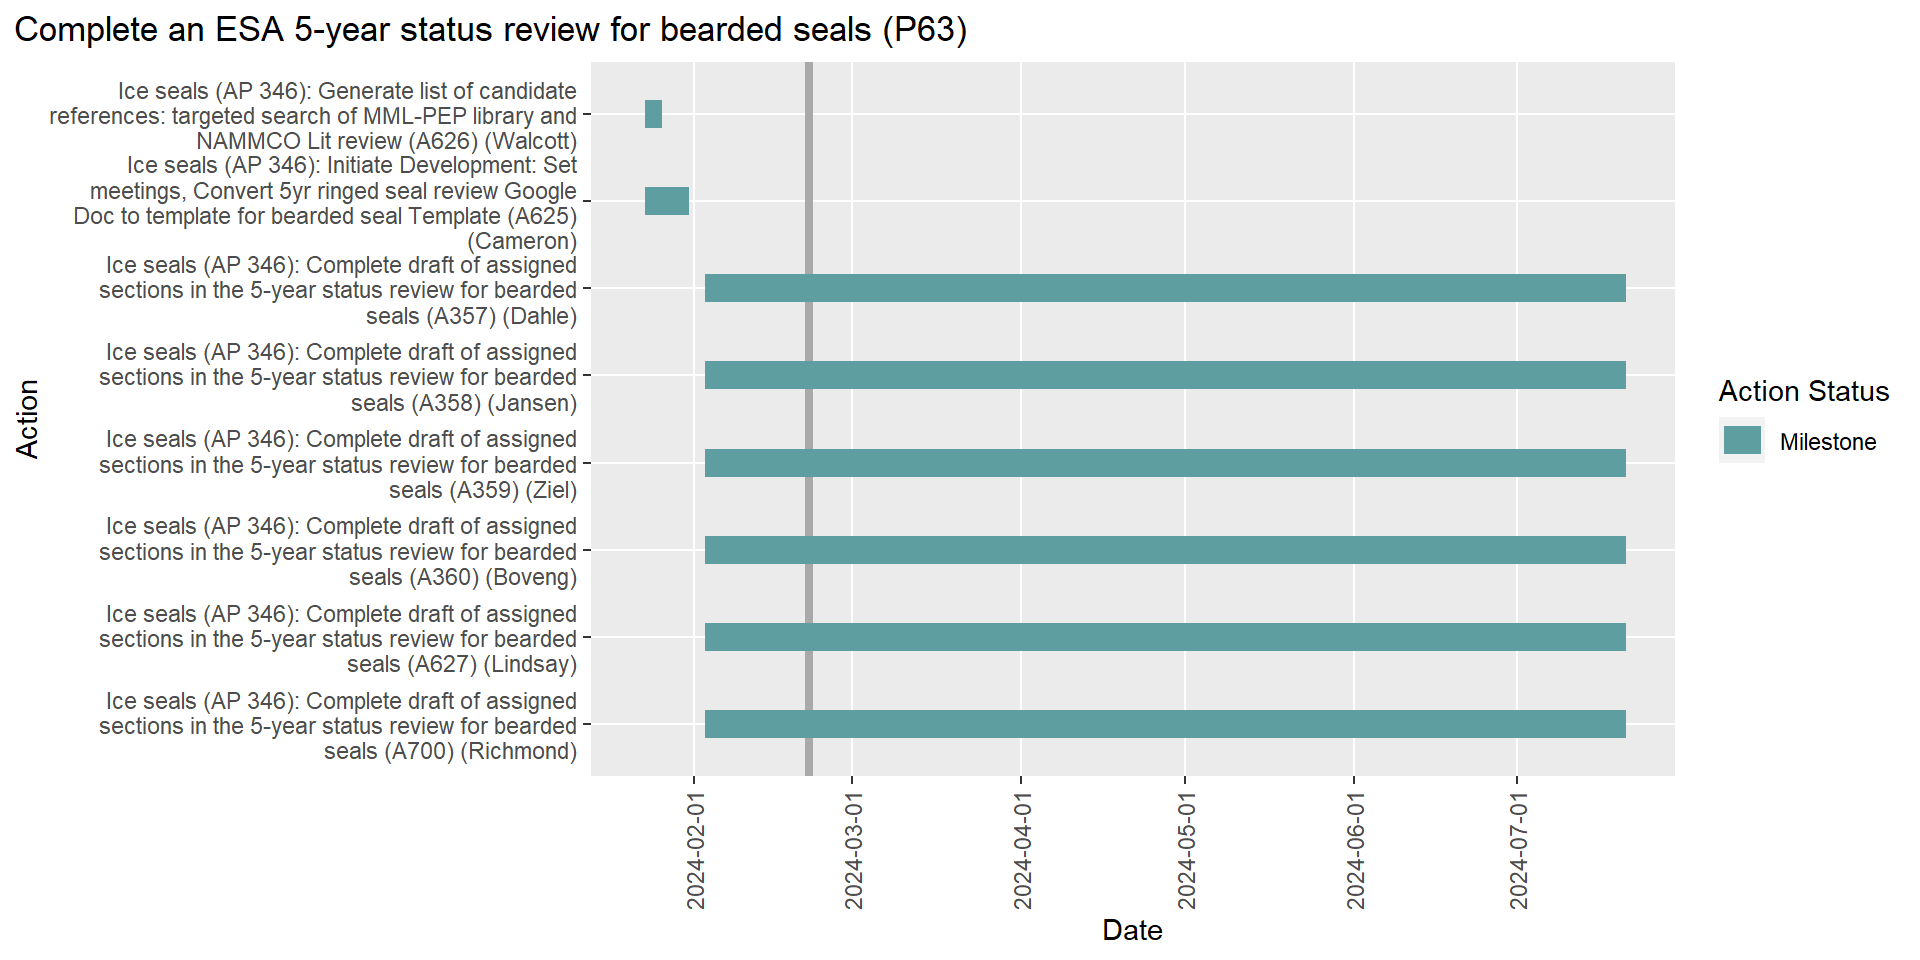 Complete an ESA 5-year status review for bearded seals (P63)
Ice seals (AP 346): Generate list of candidate
references: targeted search of MML-PEP library and
NAMMCO Lit review (A626) (Walcott)
Ice seals (AP 346): Initiate Development: Set
meetings, Convert 5yr ringed seal review Google
Doc to template for bearded seal Template (A625)
(Cameron)
Ice seals (AP 346): Complete draft of assigned
sections in the 5-year status review for bearded
seals (A357) (Dahle)
Ice seals (AP 346): Complete draft of assigned
sections in the 5-year status review for bearded
seals (A358) (Jansen)
Ice seals (AP 346): Complete draft of assigned
sections in the 5-year status review for bearded
seals (A359) (Ziel)
Ice seals (AP 346): Complete draft of assigned
sections in the 5-year status review for bearded
seals (A360) (Boveng)
Ice seals (AP 346): Complete draft of assigned
sections in the 5-year status review for bearded
seals (A627) (Lindsay)
Ice seals (AP 346): Complete draft of assigned
sections in the 5-year status review for bearded
seals (A700) (Richmond)
Action
2024-02-01
2024-03-01
2024-04-01
2024-05-01
2024-06-01
2024-07-01
Date
Action Status
Milestone